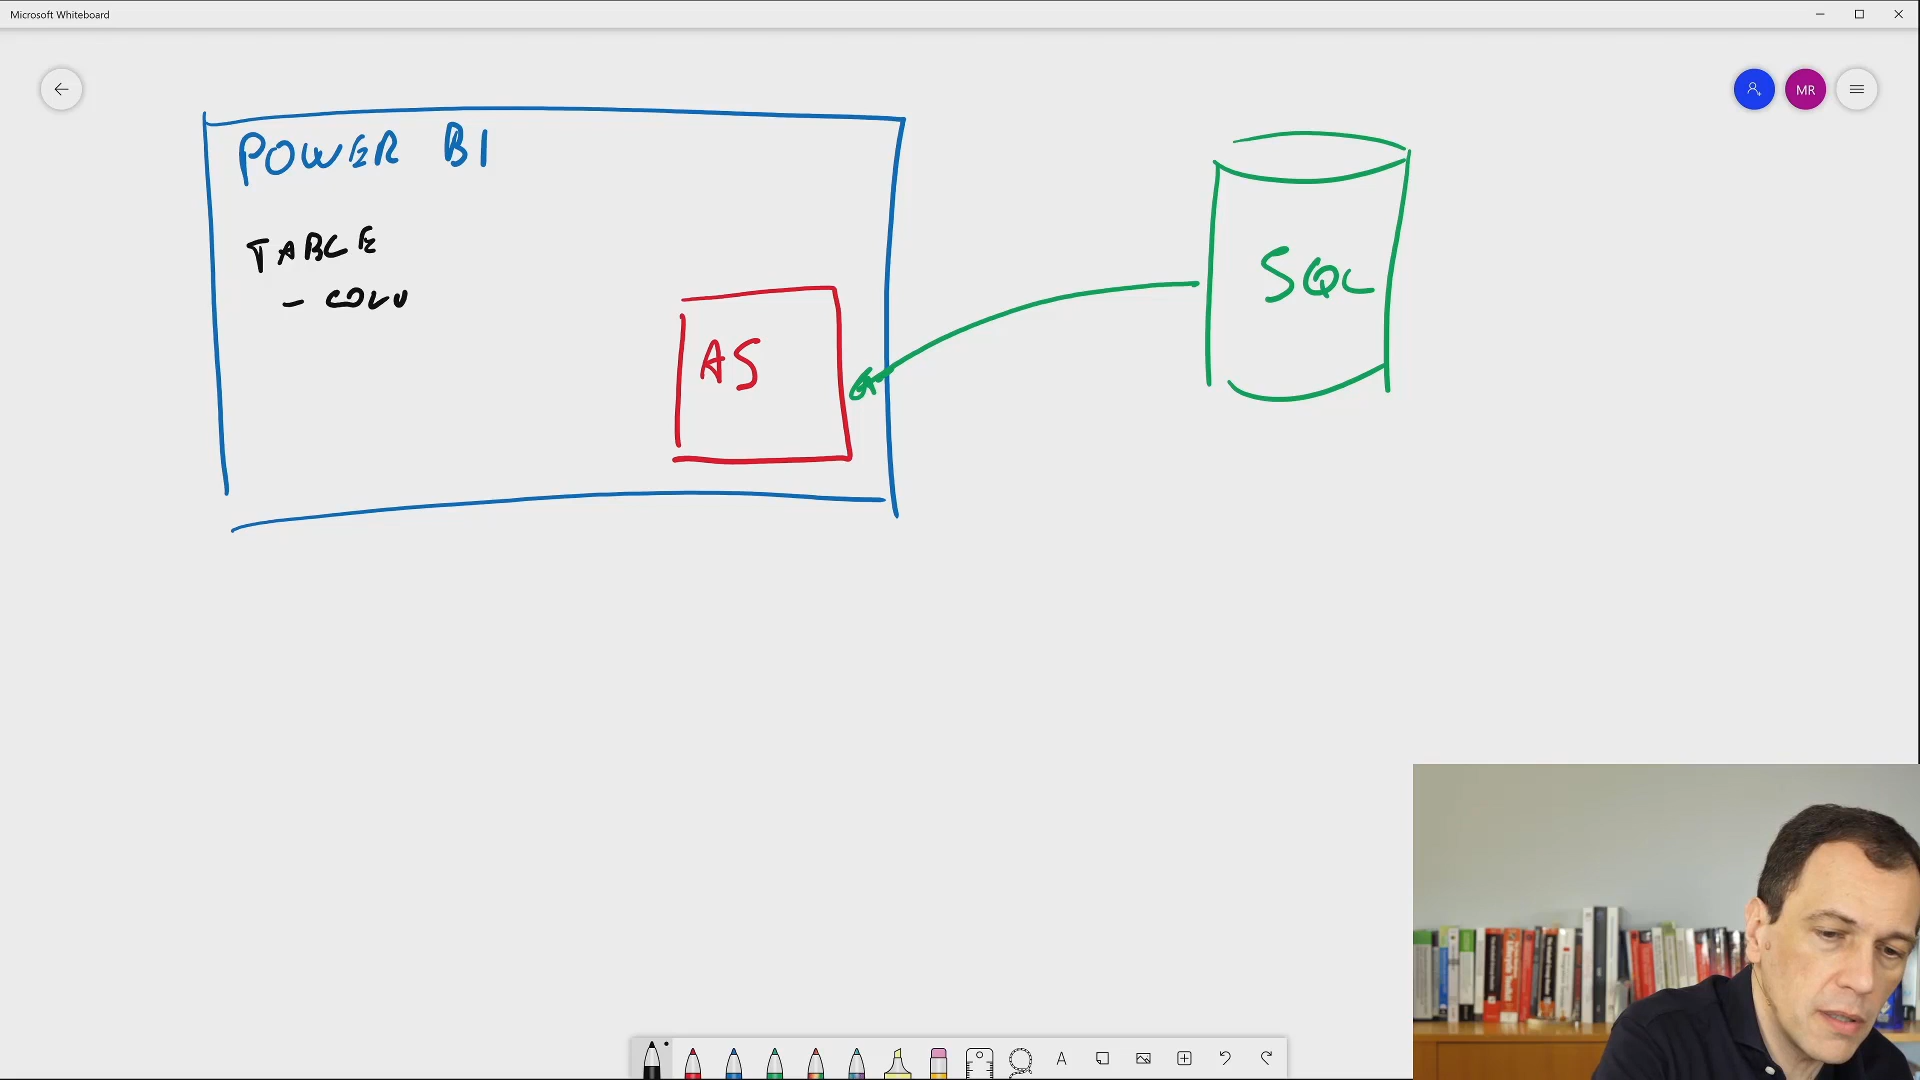 Microsoft Whiteboard
MR
POWER BI
TABLE
- COLU
AS
SQL
A